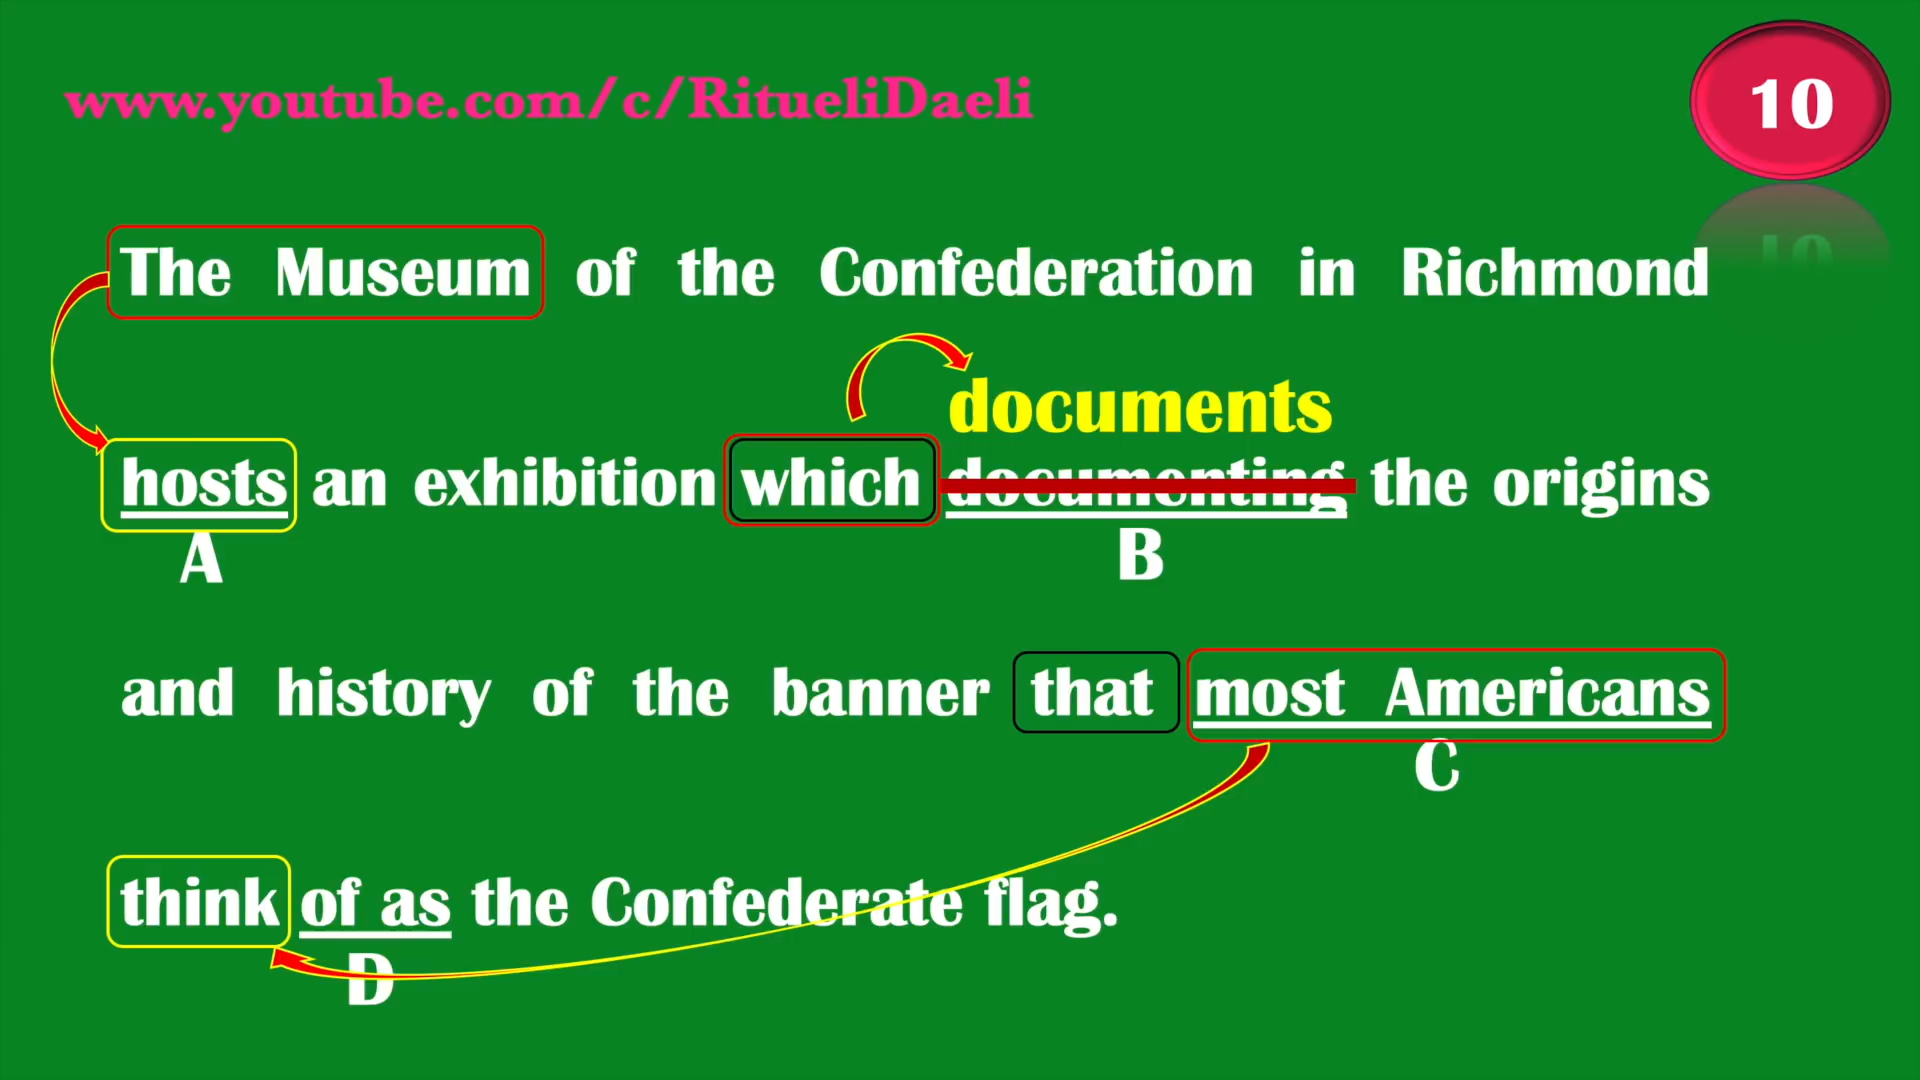 www.youtube.com/c/RitueliDaeli
10
The Museum of the Confederation in Richmond
documents
hosts an exhibition which documenting the origins
A
B
and history of the banner that most Americans
C
think of as the Confederate flag.
D